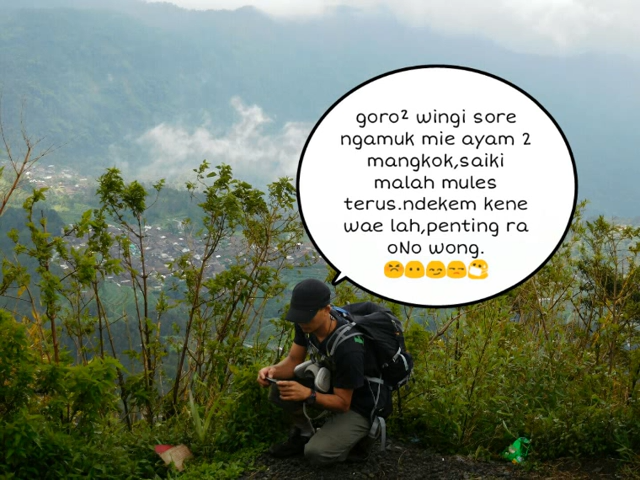 goro² wingi sore
ngamuk mie ayam 2
mangkok,saiki
malah mules
terus.ndekem kene
wae lah,penting ra
oNo wong.
😣😶😏😑😷